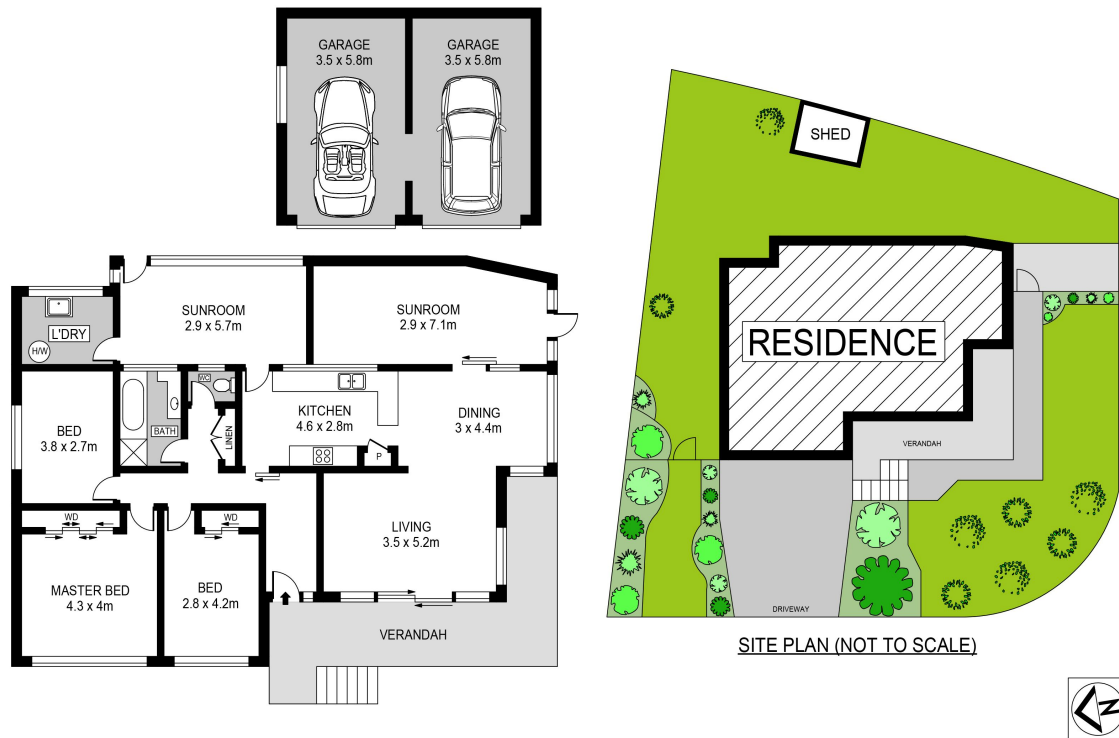 GARAGE
3.5 x 5.8m
GARAGE
3.5 x 5.8m
SHED
SUNROOM
2.9 x 5.7m
SUNROOM
2.9 x 7.1m
L'DRY
H/W
RESIDENCE
WC
KITCHEN
4.6 x 2.8m
DINING
3 x 4.4m
BED
3.8 x 2.7m
BATH
LINEN
P
VERANDAH
WD
WD
LIVING
3.5 x 5.2m
MASTER BED
4.3 x 4m
BED
2.8 x 4.2m
VERANDAH
DRIVEWAY
SITE PLAN (NOT TO SCALE)
N